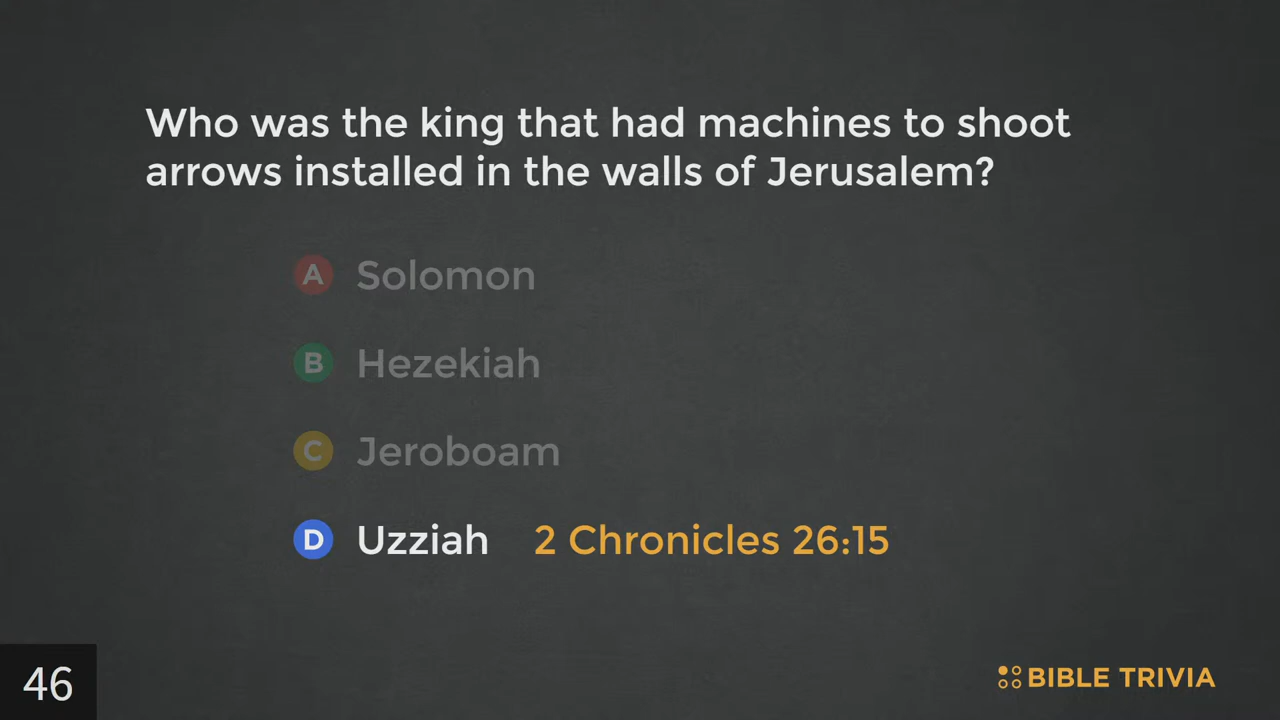 Who was the king that had machines to shoot
arrows installed in the walls of Jerusalem?
A Solomon
B Hezekiah
C Jeroboam
D Uzziah 2 Chronicles 26:15
46
BIBLE TRIVIA